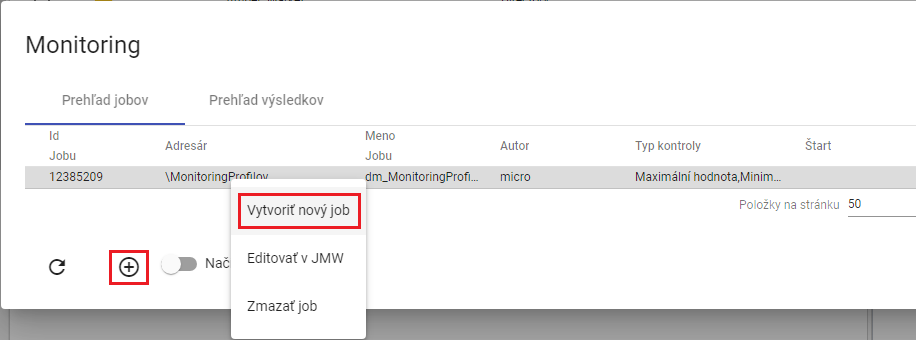 Monitoring
Prehľad jobov Prehľad výsledkov
Id Jobu Adresár Meno Jobu Autor Typ kontroly Štart
12385209 \MonitoringProfilov dm_MonitoringProfi... micro Maximální hodnota,Minim...
Položky na stránku 50
Vytvoriť nový job
Nač
Editovať v JMW
Zmazať job